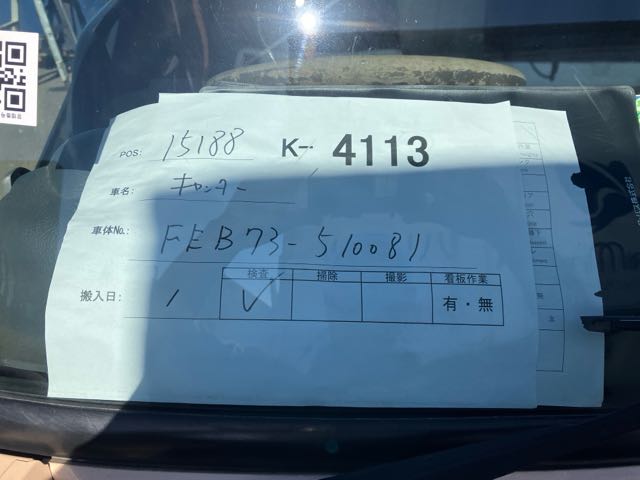 POS: 15188 K-・ 4113
車名: キャンター
車体No.: FEB73-510081
検査 掃除 撮影 看板作業
搬入日: / ✓ 有・無